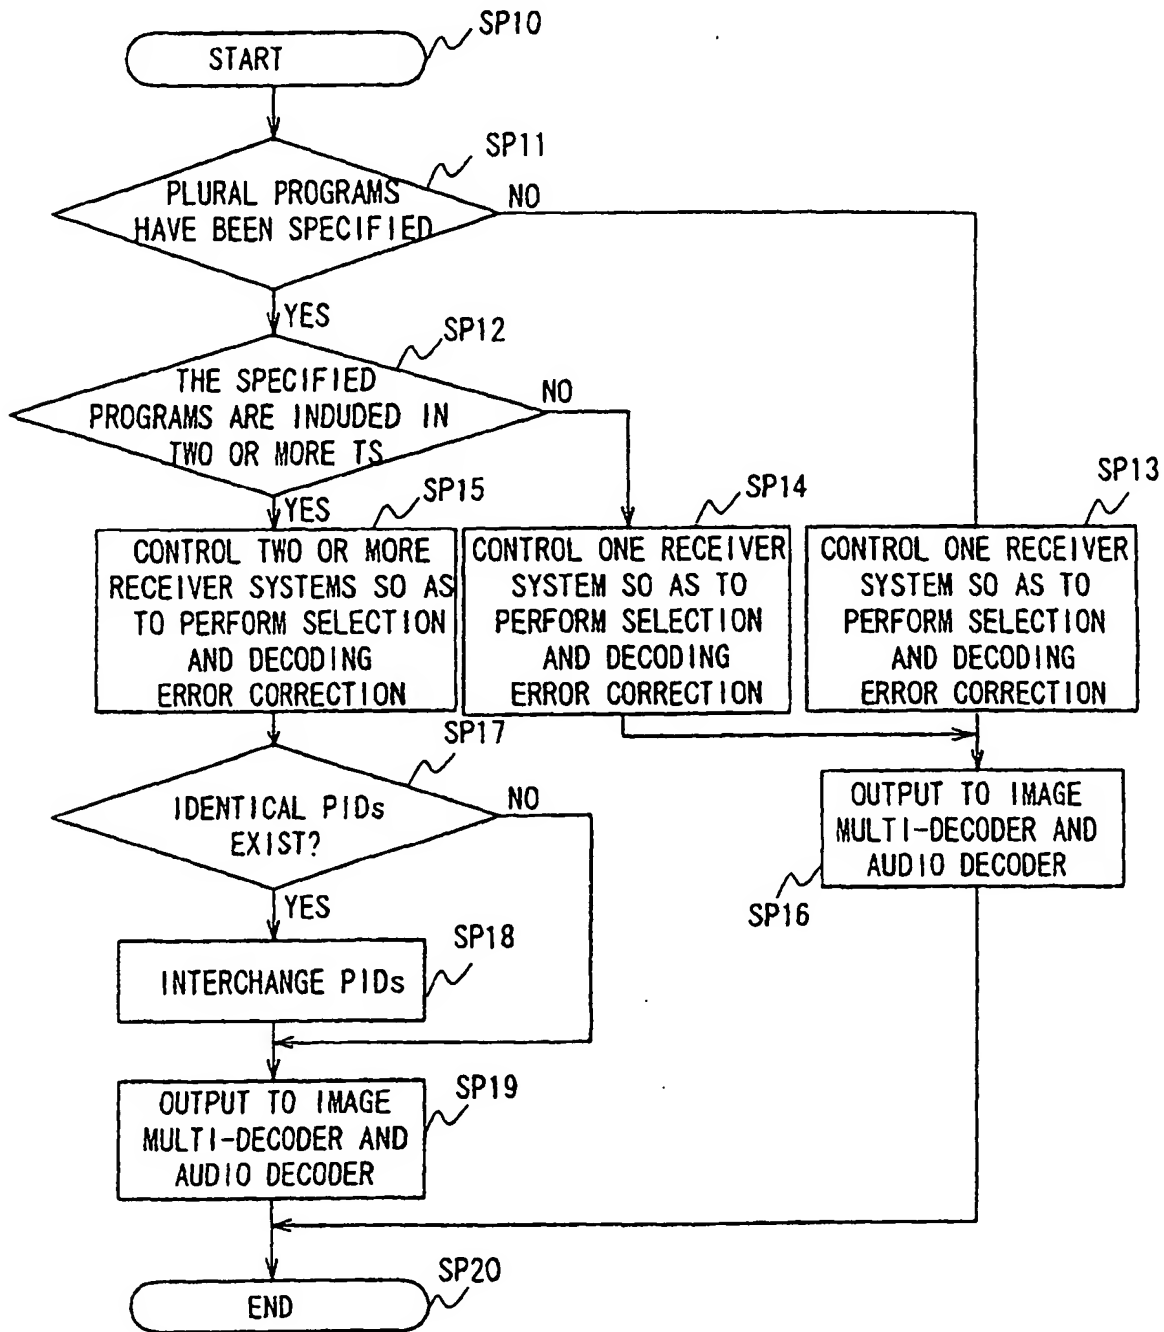 SP10
START
SP11
PLURAL PROGRAMS
HAVE BEEN SPECIFIED
NO
YES
SP12
THE SPECIFIED
PROGRAMS ARE INDUDED IN
TWO OR MORE TS
NO
YES
SP15
CONTROL TWO OR MORE
RECEIVER SYSTEMS SO AS
TO PERFORM SELECTION
AND DECODING
ERROR CORRECTION
SP14
CONTROL ONE RECEIVER
SYSTEM SO AS TO
PERFORM SELECTION
AND DECODING
ERROR CORRECTION
SP13
CONTROL ONE RECEIVER
SYSTEM SO AS TO
PERFORM SELECTION
AND DECODING
ERROR CORRECTION
SP17
IDENTICAL PIDs
EXIST?
NO
YES
OUTPUT TO IMAGE
MULTI-DECODER AND
AUDIO DECODER
SP16
SP18
INTERCHANGE PIDs
SP19
OUTPUT TO IMAGE
MULTI-DECODER AND
AUDIO DECODER
SP20
END